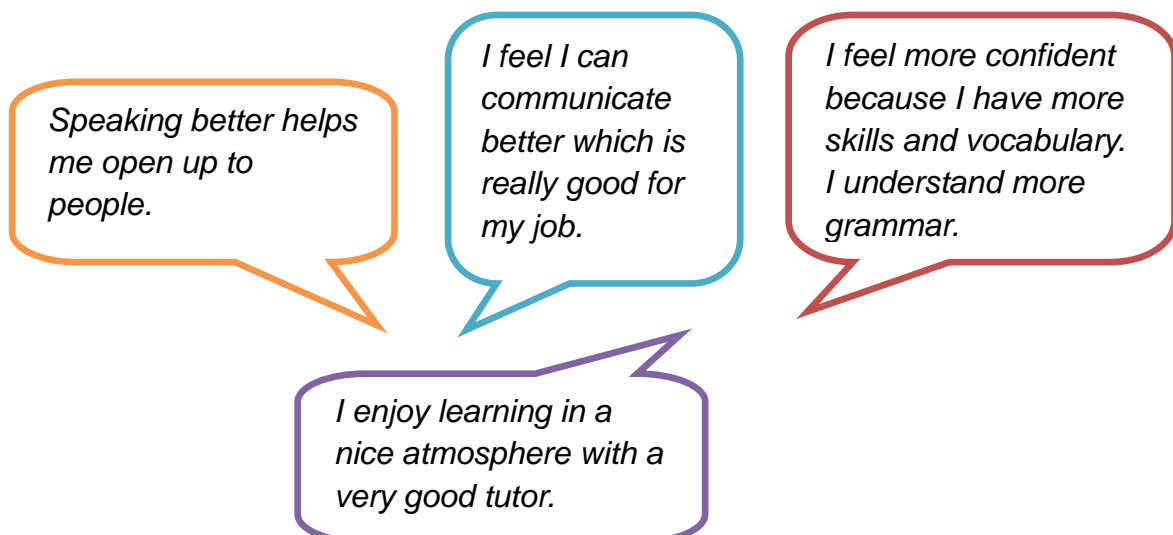 Speaking better helps
me open up to
people.
I feel I can
communicate
better which is
really good for
my job.
I feel more confident
because I have more
skills and vocabulary.
I understand more
grammar.
I enjoy learning in a
nice atmosphere with a
very good tutor.